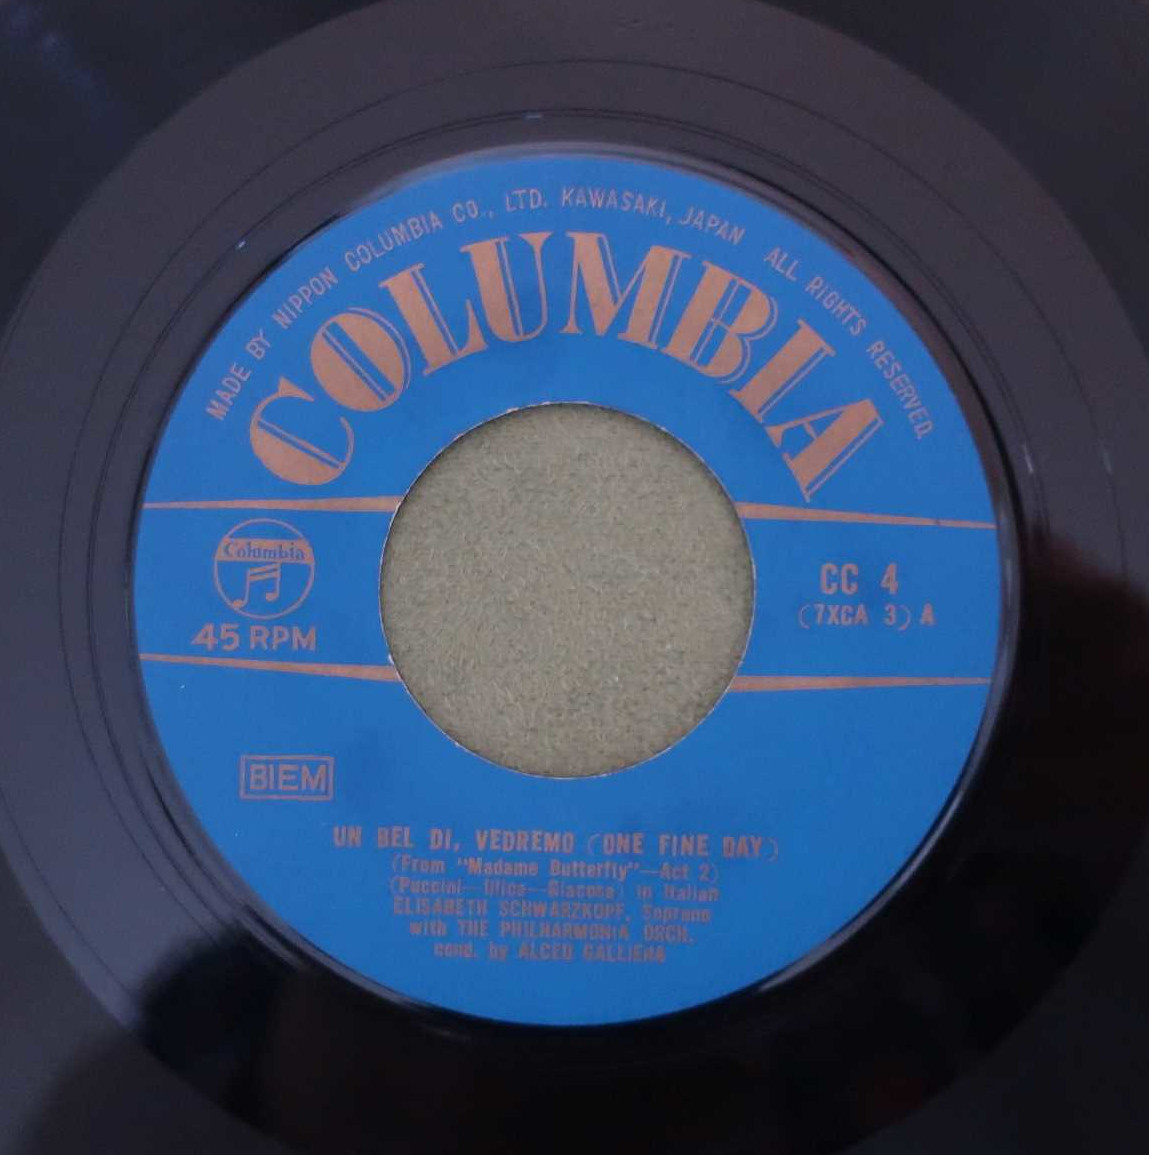 MADE BY NIPPON COLUMBIA CO., LTD. KAWASAKI, JAPAN ALL RIGHTS RESERVED.
COLUMBIA
Columbia
45 RPM
CC 4
(7XCA 3) A
BIEM
UN BEL DI, VEDREMO (ONE FINE DAY)
(From "Madame Butterfly"—Act 2)
(Puccini—Illica—Giacosa) in Italian
ELISABETH SCHWARZKOPF, Soprano
with THE PHILHARMONIA ORCH.
cond. by ALCEO GALLIERA